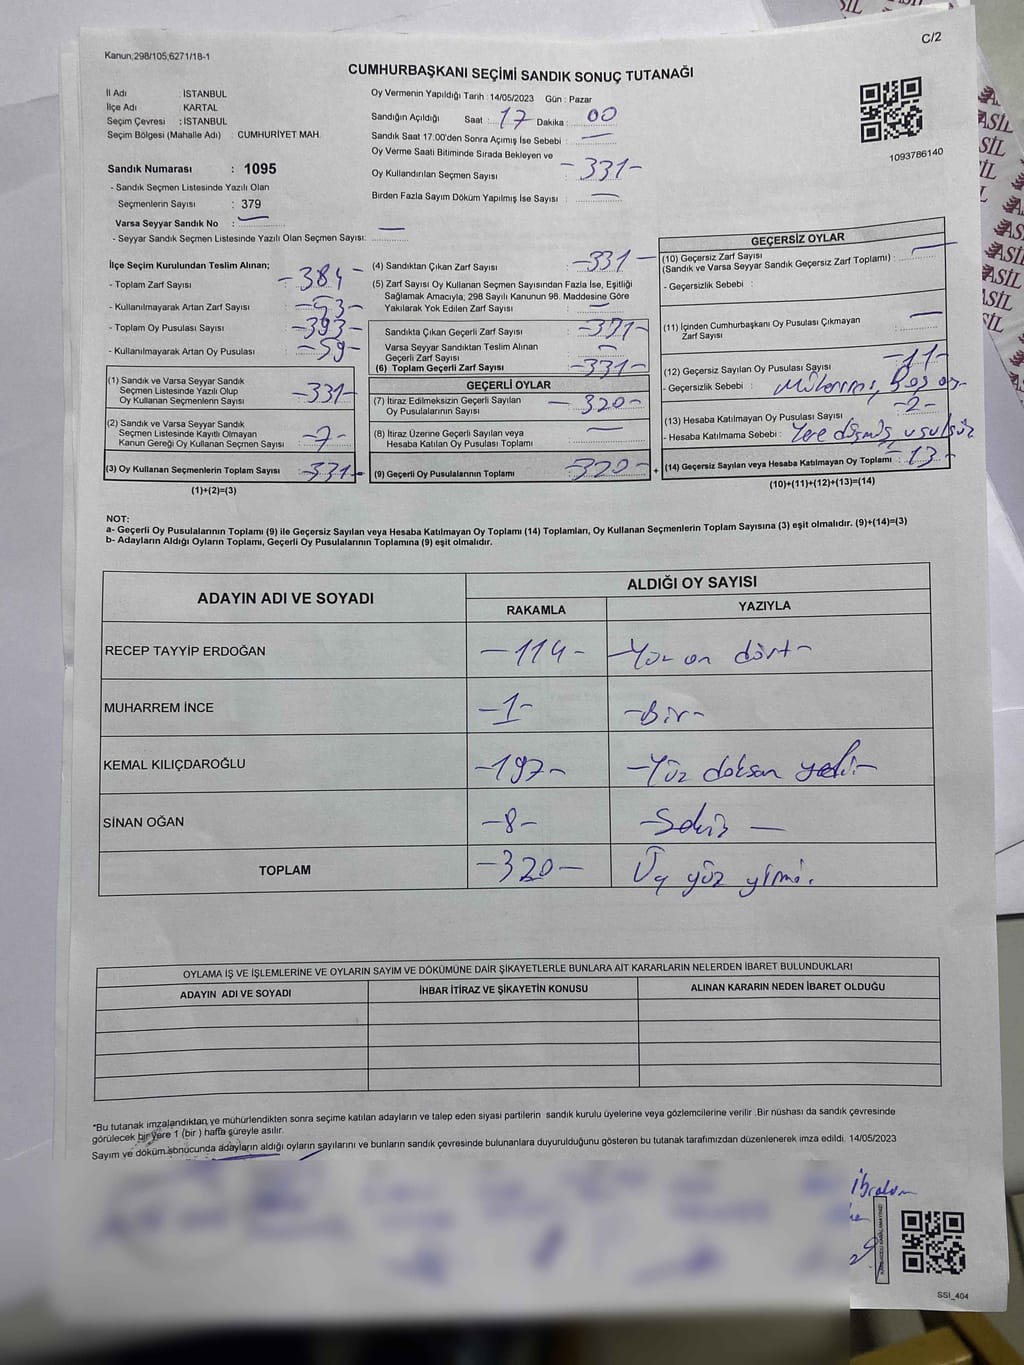 C/2
Kanun;298/105;6271/18-1
CUMHURBAŞKANI SEÇİMİ SANDIK SONUÇ TUTANAĞI
İl Adı : İSTANBUL
İlçe Adı KARTAL
Seçim Çevresi : İSTANBUL
Seçim Bölgesi (Mahalle Adı) : CUMHURİYET MAH.
Sandık Numarası : 1095
- Sandık Seçmen Listesinde Yazılı Olan
Seçmenlerin Sayısı : 379
Varsa Seyyar Sandık No :
- Seyyar Sandık Seçmen Listesinde Yazılı Olan Seçmen Sayısı:
Oy Vermenin Yapıldığı Tarih : 14/05/2023 Gün : Pazar
Sandığın Açıldığı Saat : 17 Dakika : 00
Sandık Saat 17:00'den Sonra Açımış İse Sebebi :
Oy Verme Saati Bitiminde Sırada Bekleyen ve
Oy Kullandırılan Seçmen Sayısı : -331-
Birden Fazla Sayım Döküm Yapılmış İse Sayısı :
1093786140
İlçe Seçim Kurulundan Teslim Alınan;
- Toplam Zarf Sayısı : -384-
- Kullanılmayarak Artan Zarf Sayısı : -53-
- Toplam Oy Pusulası Sayısı : -393-
- Kullanılmayarak Artan Oy Pusulası : -59-
(1) Sandık ve Varsa Seyyar Sandık
Seçmen Listesinde Yazılı Olup
Oy Kullanan Seçmenlerin Sayısı : -331-
(2) Sandık ve Varsa Seyyar Sandık
Seçmen Listesinde Kayıtlı Olmayan
Kanun Gereği Oy Kullanan Seçmen Sayısı :
(3) Oy Kullanan Seçmenlerin Toplam Sayısı : -331-
(1)+(2)=(3)
(4) Sandıktan Çıkan Zarf Sayısı : -331-
(5) Zarf Sayısı Oy Kullanan Seçmen Sayısından Fazla İse, Eşitliği
Sağlamak Amacıyla; 298 Sayılı Kanunun 98. Maddesine Göre
Yakılarak Yok Edilen Zarf Sayısı :
Sandıkta Çıkan Geçerli Zarf Sayısı :
Varsa Seyyar Sandıktan Teslim Alınan
Geçerli Zarf Sayısı :
(6) Toplam Geçerli Zarf Sayısı : -331-
GEÇERLİ OYLAR
(7) İtiraz Edilmeksizin Geçerli Sayılan
Oy Pusulalarının Sayısı : -320-
(8) İtiraz Üzerine Geçerli Sayılan veya
Hesaba Katılan Oy Pusulası Toplamı :
(9) Geçerli Oy Pusulalarının Toplamı : -320- +
GEÇERSİZ OYLAR
(10) Geçersiz Zarf Sayısı
(Sandık ve Varsa Seyyar Sandık Geçersiz Zarf Toplamı) :
- Geçersizlik Sebebi :
(11) İçinden Cumhurbaşkanı Oy Pusulası Çıkmayan
Zarf Sayısı :
(12) Geçersiz Sayılan Oy Pusulası Sayısı : -11-
- Geçersizlik Sebebi :
(13) Hesaba Katılmayan Oy Pusulası Sayısı : -2-
- Hesaba Katılmama Sebebi : Yere düşmüş, usulsüz
(14) Geçersiz Sayılan veya Hesaba Katılmayan Oy Toplamı : -13-
(10)+(11)+(12)+(13)=(14)
NOT:
a- Geçerli Oy Pusulalarının Toplamı (9) ile Geçersiz Sayılan veya Hesaba Katılmayan Oy Toplamı (14) Toplamları, Oy Kullanan Seçmenlerin Toplam Sayısına (3) eşit olmalıdır. (9)+(14)=(3)
b- Adayların Aldığı Oyların Toplamı, Geçerli Oy Pusulalarının Toplamına (9) eşit olmalıdır.
ADAYIN ADI VE SOYADI ALDIĞI OY SAYISI
RAKAMLA YAZIYLA
RECEP TAYYİP ERDOĞAN -114- -Yüz on dört-
MUHARREM İNCE -1- -Bir-
KEMAL KILIÇDAROĞLU -197- -Yüz doksan yedi-
SİNAN OĞAN -8- -Sekiz-
TOPLAM -320- Üç yüz yirmi.
OYLAMA İŞ VE İŞLEMLERİNE VE OYLARIN SAYIM VE DÖKÜMÜNE DAİR ŞİKAYETLERLE BUNLARA AİT KARARLARIN NELERDEN İBARET BULUNDUKLARI
ADAYIN ADI VE SOYADI İHBAR İTİRAZ VE ŞİKAYETİN KONUSU ALINAN KARARIN NEDEN İBARET OLDUĞU
*Bu tutanak imzalandıktan ve mühürlendikten sonra seçime katılan adayların ve talep eden siyasi partilerin sandık kurulu üyelerine veya gözlemcilerine verilir .Bir nüshası da sandık çevresinde
görülecek bir yere 1 (bir ) hafta süreyle asılır.
Sayım ve döküm sonucunda adayların aldığı oyların sayılarını ve bunların sandık çevresinde bulunanlara duyurulduğunu gösteren bu tutanak tarafımızdan düzenlenerek imza edildi. 14/05/2023
SSİ_404
ASİL
ASİL
ASİL
ASİL